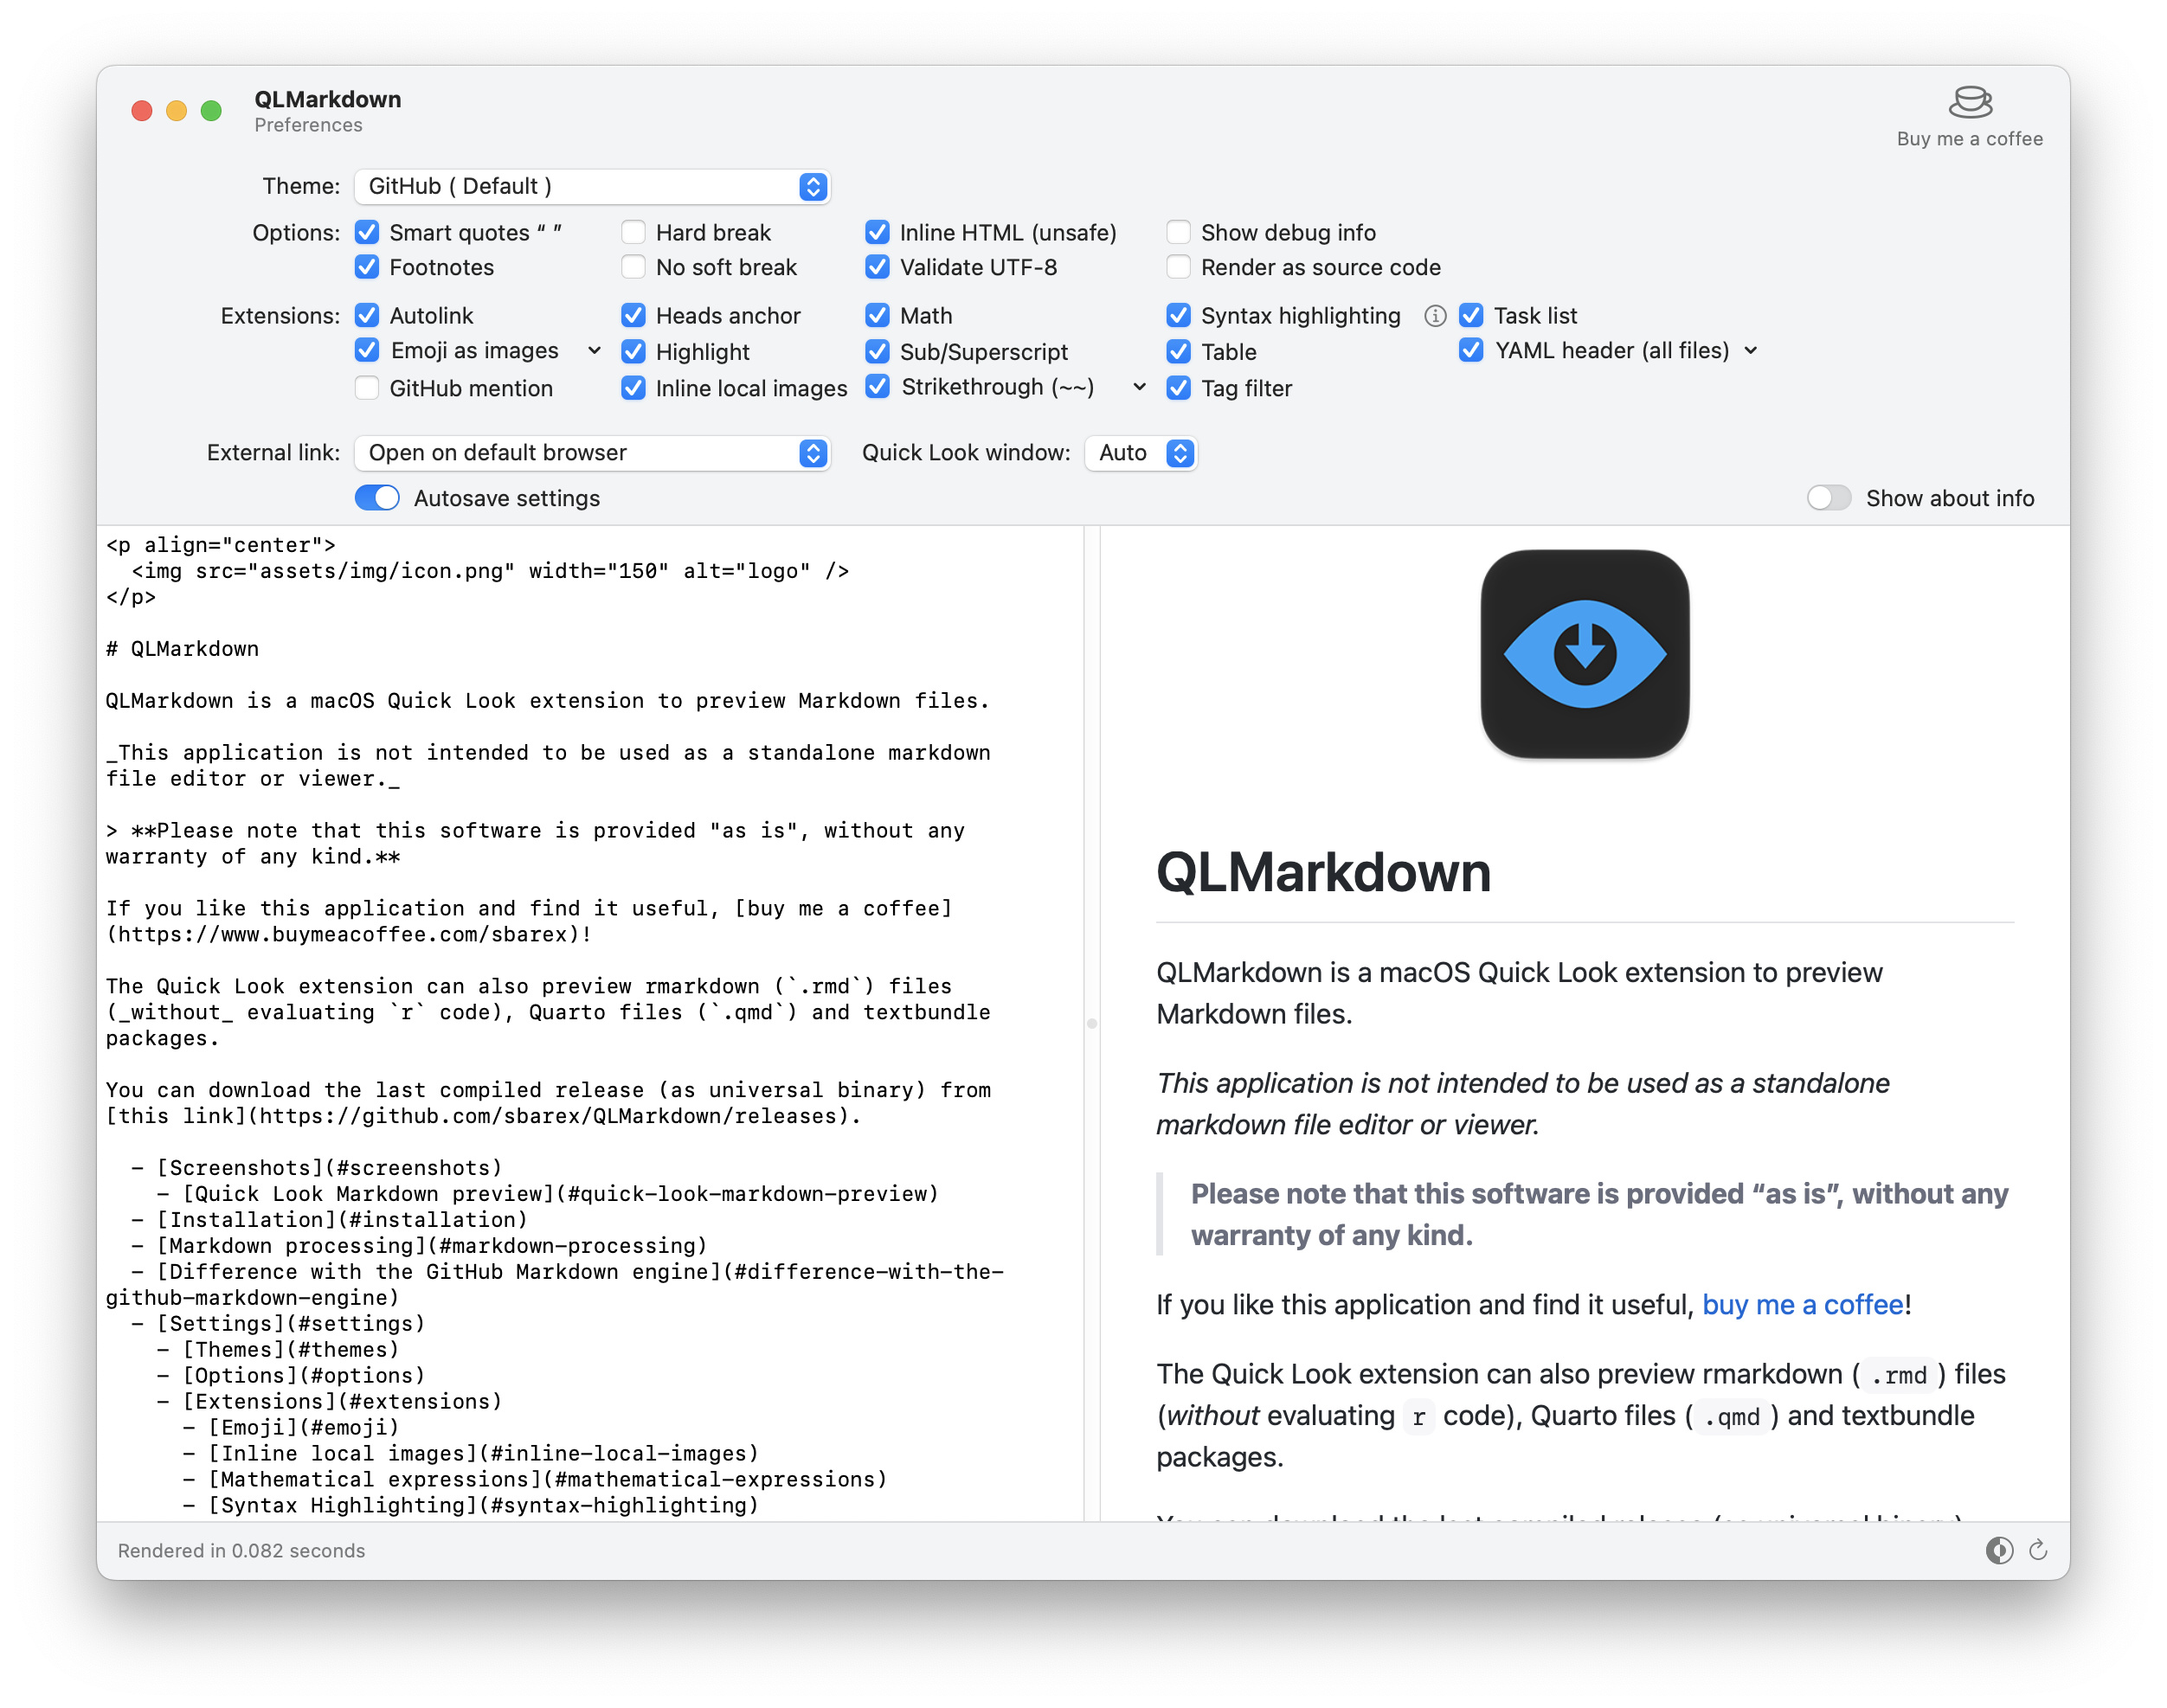 QLMarkdown
Preferences
Buy me a coffee
Theme: GitHub ( Default )
Options: Smart quotes “ ” Hard break Inline HTML (unsafe) Show debug info
Footnotes No soft break Validate UTF-8 Render as source code
Extensions: Autolink Heads anchor Math Syntax highlighting Task list
Emoji as images Highlight Sub/Superscript Table YAML header (all files)
GitHub mention Inline local images Strikethrough (~~) Tag filter
External link: Open on default browser Quick Look window: Auto
Autosave settings Show about info
<p align="center">
  <img src="assets/img/icon.png" width="150" alt="logo" />
</p>
# QLMarkdown
QLMarkdown is a macOS Quick Look extension to preview Markdown files.
_This application is not intended to be used as a standalone markdown
file editor or viewer._
> **Please note that this software is provided "as is", without any
warranty of any kind.**
If you like this application and find it useful, [buy me a coffee]
(https://www.buymeacoffee.com/sbarex)!
The Quick Look extension can also preview rmarkdown (`.rmd`) files
(_without_ evaluating `r` code), Quarto files (`.qmd`) and textbundle
packages.
You can download the last compiled release (as universal binary) from
[this link](https://github.com/sbarex/QLMarkdown/releases).
  - [Screenshots](#screenshots)
    - [Quick Look Markdown preview](#quick-look-markdown-preview)
  - [Installation](#installation)
  - [Markdown processing](#markdown-processing)
  - [Difference with the GitHub Markdown engine](#difference-with-the-
github-markdown-engine)
  - [Settings](#settings)
    - [Themes](#themes)
    - [Options](#options)
    - [Extensions](#extensions)
      - [Emoji](#emoji)
      - [Inline local images](#inline-local-images)
      - [Mathematical expressions](#mathematical-expressions)
      - [Syntax Highlighting](#syntax-highlighting)
QLMarkdown
QLMarkdown is a macOS Quick Look extension to preview
Markdown files.
This application is not intended to be used as a standalone
markdown file editor or viewer.
Please note that this software is provided “as is”, without any
warranty of any kind.
If you like this application and find it useful, buy me a coffee!
The Quick Look extension can also preview rmarkdown ( .rmd ) files
(without evaluating r code), Quarto files ( .qmd ) and textbundle
packages.
You can download the last compiled release (as universal binary)
Rendered in 0.082 seconds